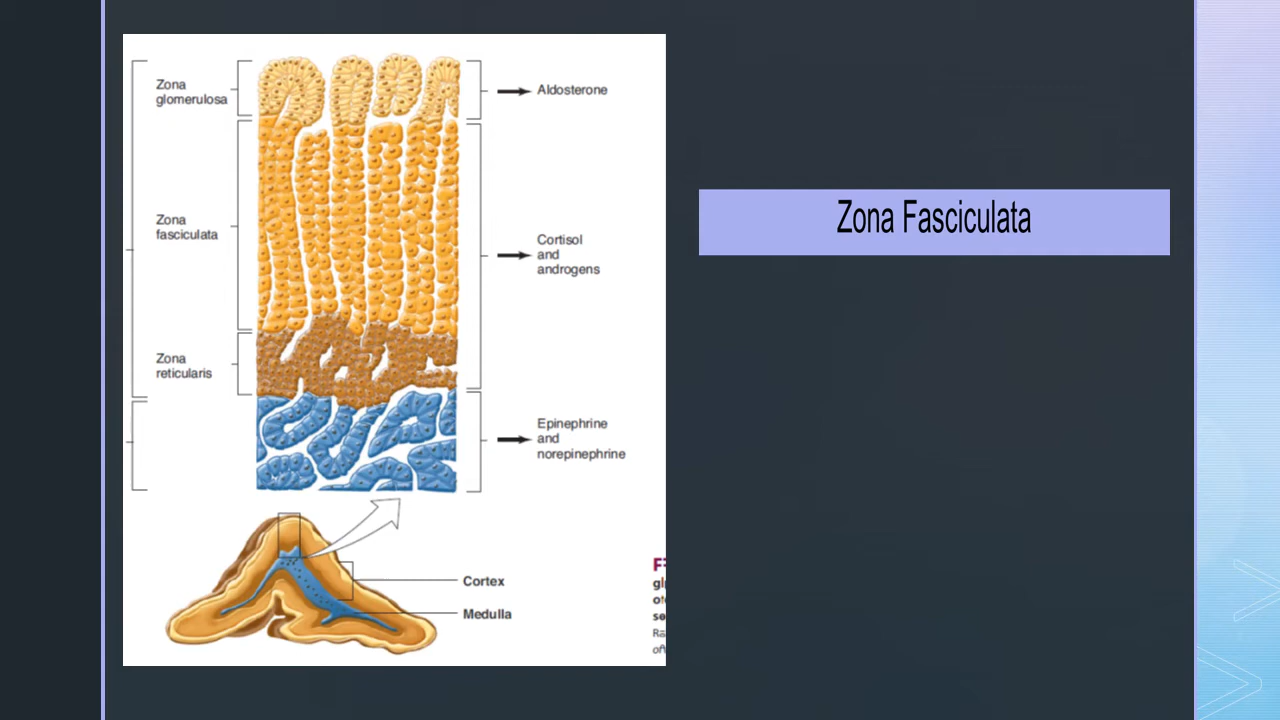 Zona
glomerulosa
Aldosterone
Zona
fasciculata
Cortisol
and
androgens
Zona
reticularis
Epinephrine
and
norepinephrine
Cortex
Medulla
Zona Fasciculata